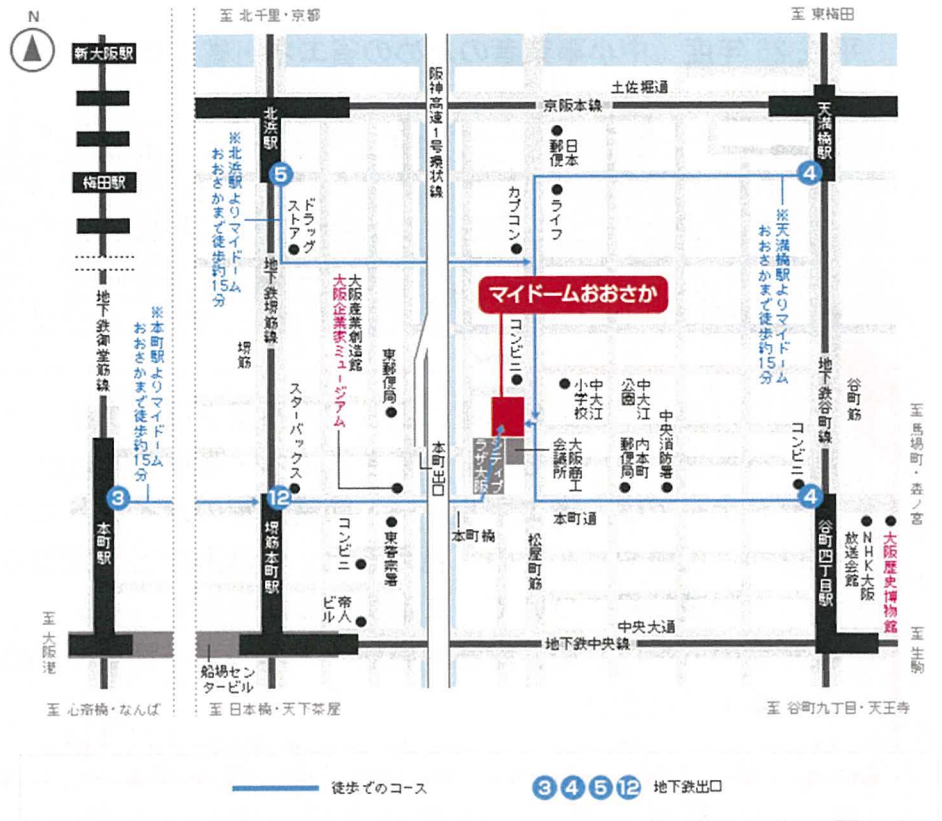 N
至 北千里・京都
至 東梅田
新大阪駅
梅田駅
地下鉄御堂筋線
※本町駅よりマイドーム
おおさかまで徒歩約15分
3
本町駅
至 大阪港
至 心斎橋・なんば
北浜駅
5
※北浜駅よりマイドーム
おおさかまで徒歩約15分
ドラッグ
ストア
地下鉄堺筋線
堺筋
大阪産業創造館
大阪企業家ミュージアム
東郵便局
スターバックス
12
堺筋本町駅
コンビニ
東警察署
帝人
ビル
船場セン
タービル
至 日本橋・天下茶屋
阪神高速1号環状線
本町出口
本町橋
土佐堀通
京阪本線
日本
郵便
ライフ
カプコン
マイドームおおさか
コンビニ
中大江
小学校
中大江
公園
シティプ
ラザ大阪
大阪商工
会議所
内本町
郵便局
中央消防署
本町通
松屋町筋
中央大通
地下鉄中央線
天満橋駅
4
※天満橋駅よりマイドーム
おおさかまで徒歩約15分
地下鉄谷町線
谷町筋
コンビニ
4
谷町四丁目駅
NHK大阪
放送会館
大阪歴史博物館
至 馬場町・森ノ宮
至 生駒
至 谷町九丁目・天王寺
徒歩でのコース
3 4 5 12 地下鉄出口